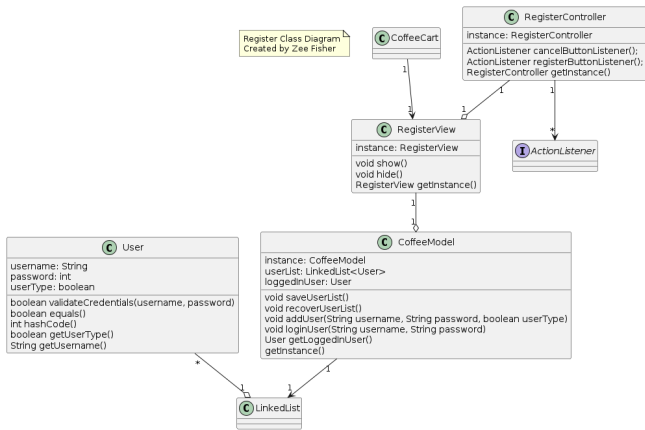 Register Class Diagram
Created by Zee Fisher
C CoffeeCart
C RegisterController
instance: RegisterController
ActionListener cancelButtonListener();
ActionListener registerButtonListener();
RegisterController getInstance()
1
1
1
1
1
*
C RegisterView
instance: RegisterView
void show()
void hide()
RegisterView getInstance()
I ActionListener
1
1
C User
username: String
password: int
userType: boolean
boolean validateCredentials(username, password)
boolean equals()
int hashCode()
boolean getUserType()
String getUsername()
C CoffeeModel
instance: CoffeeModel
userList: LinkedList<User>
loggedInUser: User
void saveUserList()
void recoverUserList()
void addUser(String username, String password, boolean userType)
void loginUser(String username, String password)
User getLoggedInUser()
getInstance()
*
1
1
1
C LinkedList